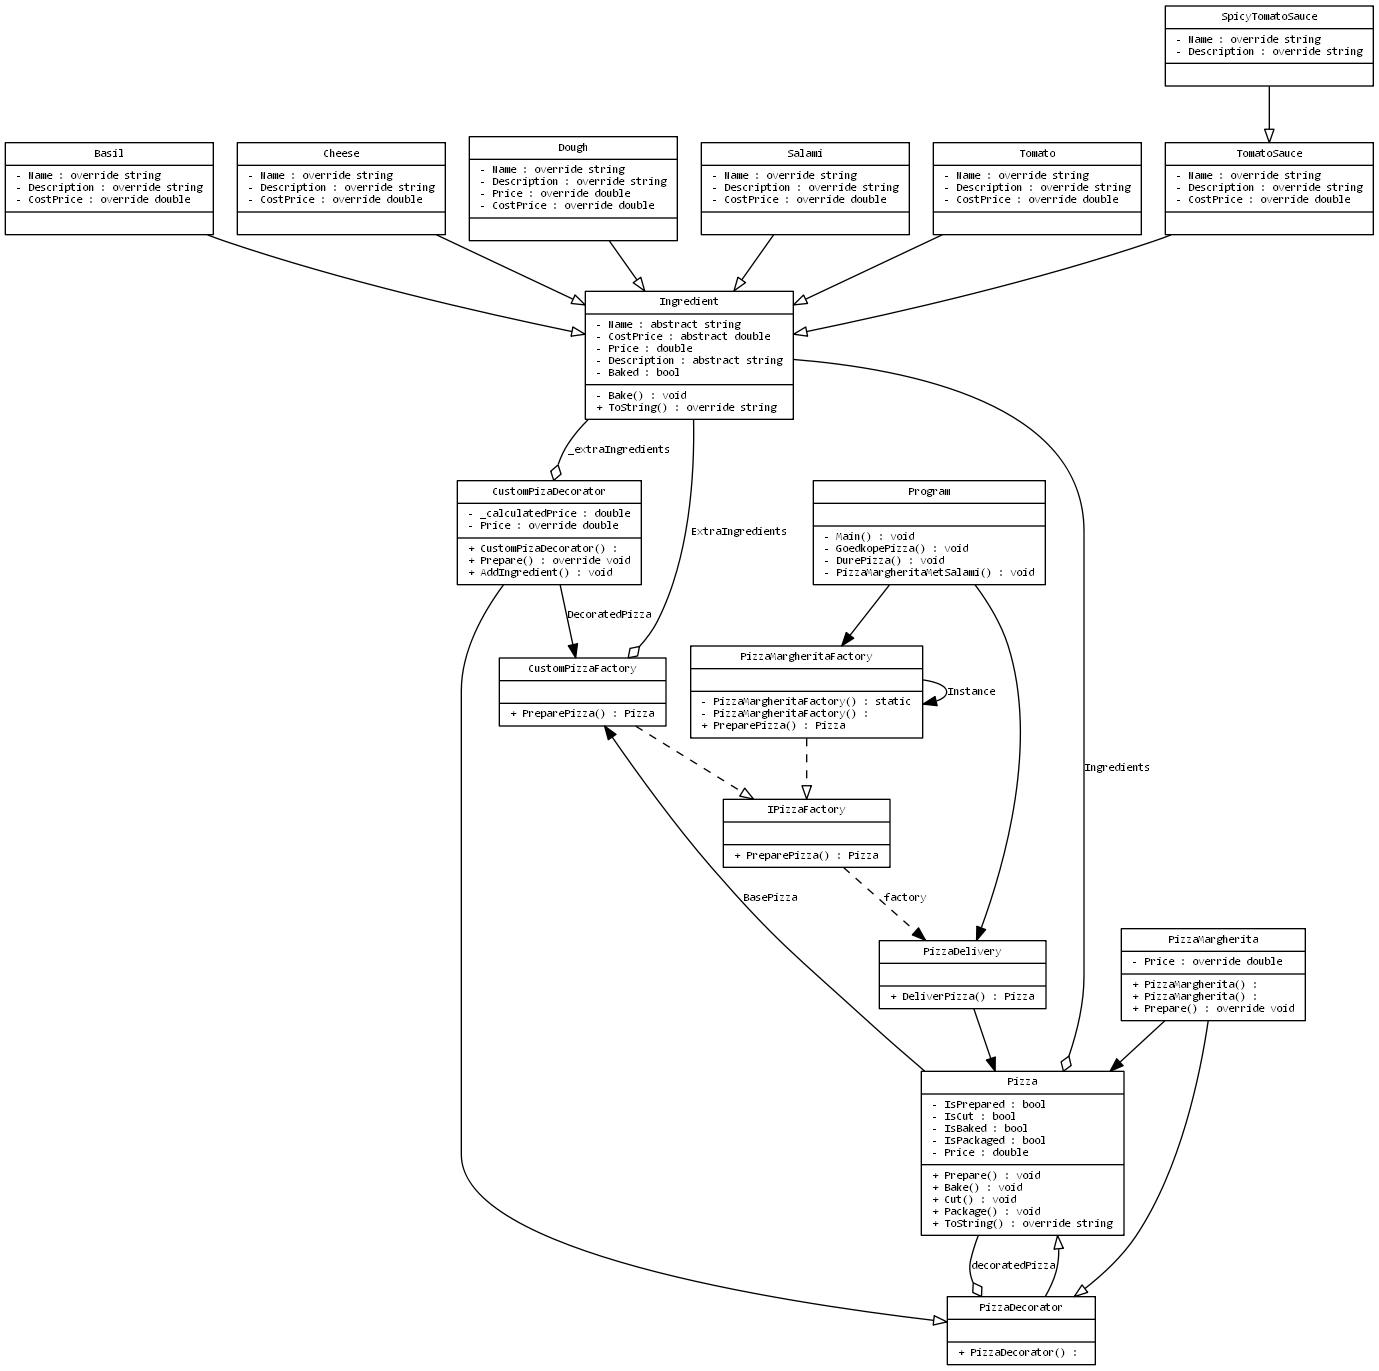 SpicyTomatoSauce
- Name : override string
- Description : override string
Basil
- Name : override string
- Description : override string
- CostPrice : override double
Cheese
- Name : override string
- Description : override string
- CostPrice : override double
Dough
- Name : override string
- Description : override string
- Price : override double
- CostPrice : override double
Salami
- Name : override string
- Description : override string
- CostPrice : override double
Tomato
- Name : override string
- Description : override string
- CostPrice : override double
TomatoSauce
- Name : override string
- Description : override string
- CostPrice : override double
Ingredient
- Name : abstract string
- CostPrice : abstract double
- Price : double
- Description : abstract string
- Baked : bool
- Bake() : void
+ ToString() : override string
_extraIngredients
CustomPizaDecorator
- _calculatedPrice : double
- Price : override double
+ CustomPizaDecorator() :
+ Prepare() : override void
+ AddIngredient() : void
ExtraIngredients
Program
- Main() : void
- GoedkopePizza() : void
- DurePizza() : void
- PizzaMargheritaMetSalami() : void
DecoratedPizza
CustomPizzaFactory
+ PreparePizza() : Pizza
PizzaMargheritaFactory
- PizzaMargheritaFactory() : static
- PizzaMargheritaFactory() :
+ PreparePizza() : Pizza
Instance
Ingredients
IPizzaFactory
+ PreparePizza() : Pizza
BasePizza
factory
PizzaDelivery
+ DeliverPizza() : Pizza
PizzaMargherita
- Price : override double
+ PizzaMargherita() :
+ PizzaMargherita() :
+ Prepare() : override void
Pizza
- IsPrepared : bool
- IsCut : bool
- IsBaked : bool
- IsPackaged : bool
- Price : double
+ Prepare() : void
+ Bake() : void
+ Cut() : void
+ Package() : void
+ ToString() : override string
decoratedPizza
PizzaDecorator
+ PizzaDecorator() :